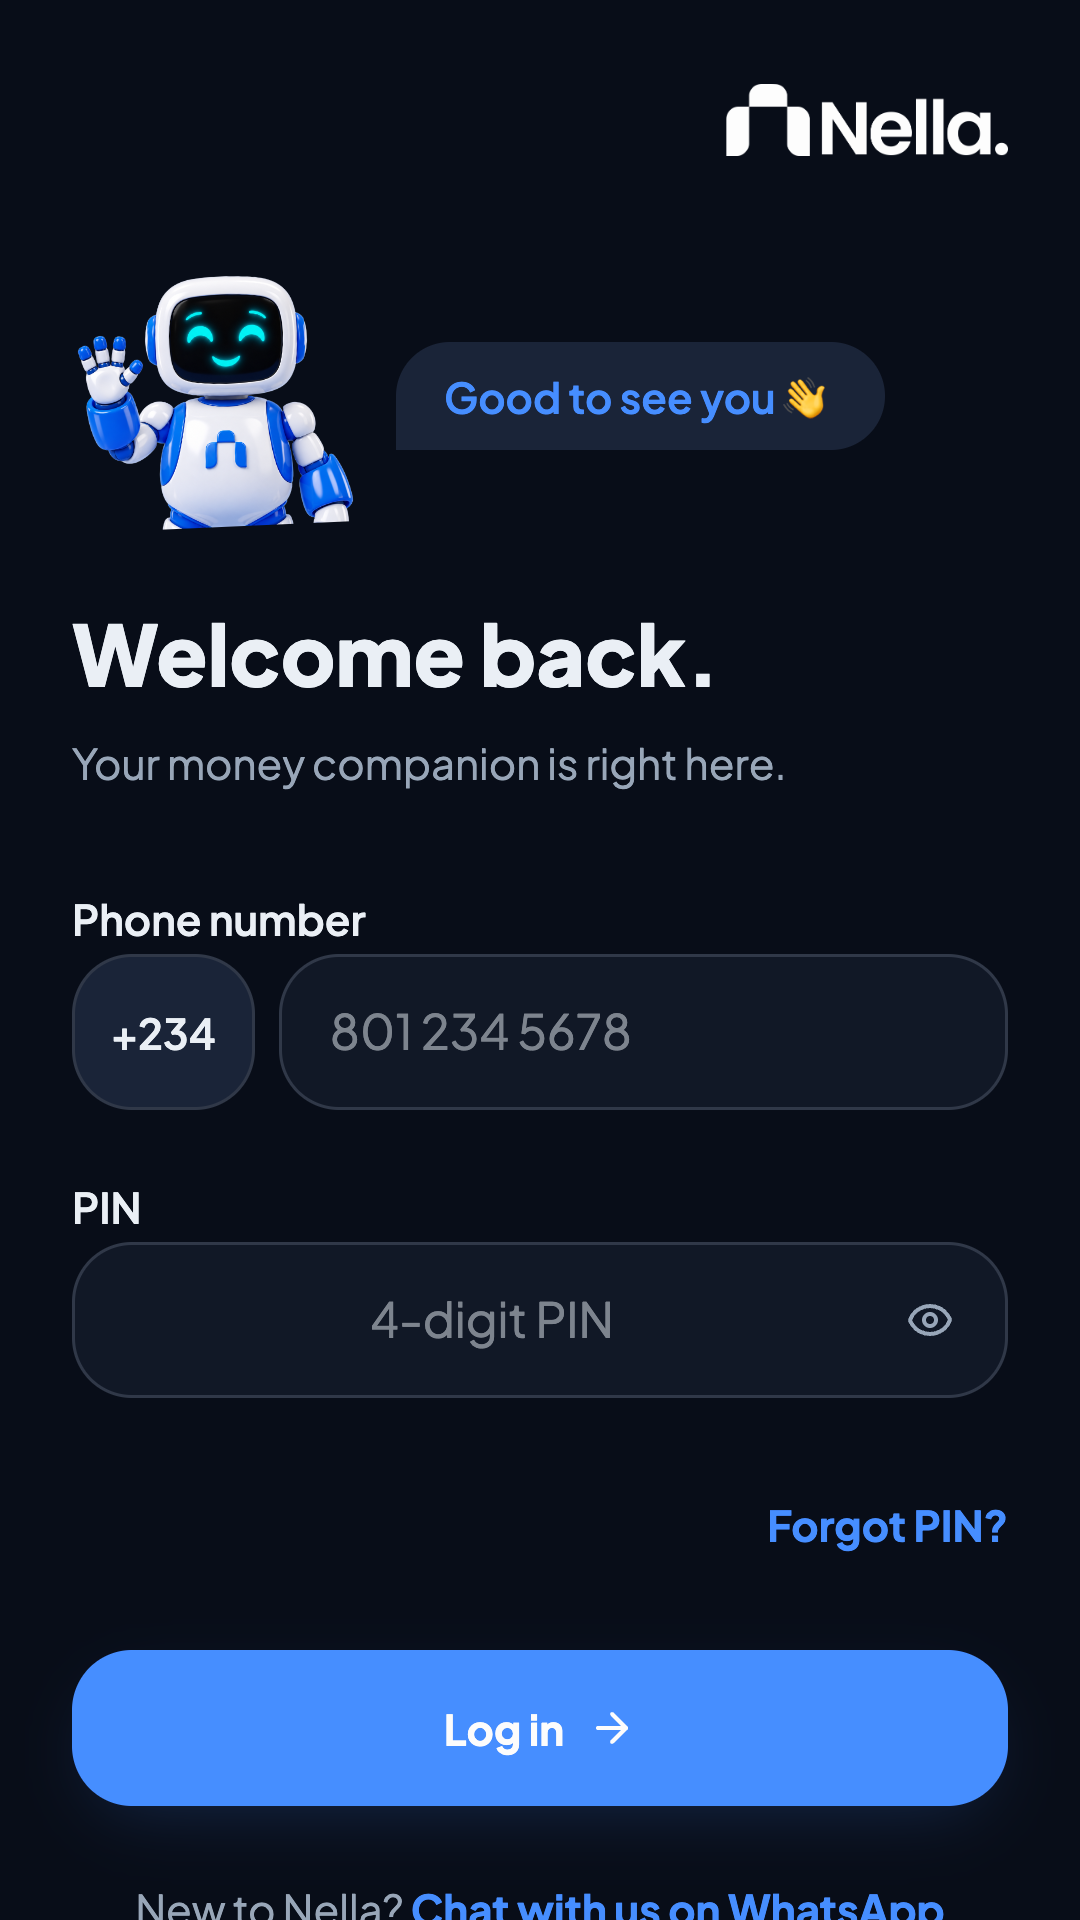 Nella.
Good to see you 👋
Welcome back.
Your money companion is right here.
Phone number
+234
801 234 5678
PIN
4-digit PIN
Forgot PIN?
Log in →
New to Nella? Chat with us on WhatsApp